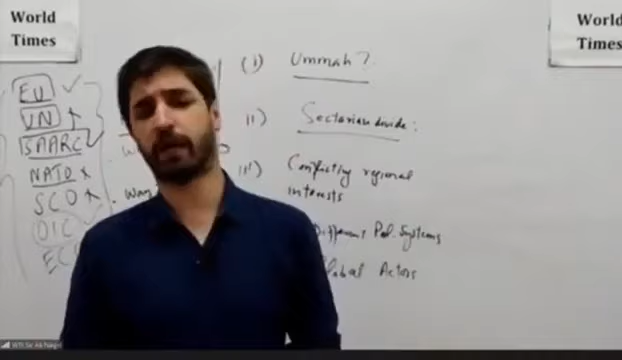 World
Times
World
Times
EU
UN
SAARC
NATO x
SCO x
OIC
(i) Ummah?
ii) Sectarian divide:
iii) Conflicting regional
interests
Different Pol. Systems
Global Actors